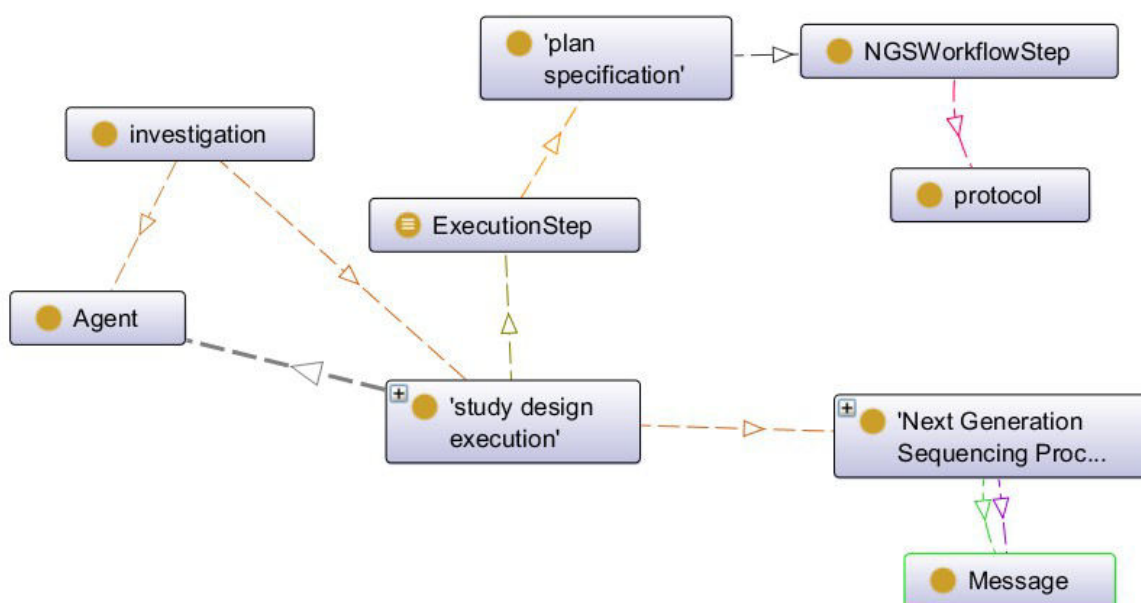 'plan
specification'
NGSWorkflowStep
investigation
protocol
ExecutionStep
Agent
'study design
execution'
'Next Generation
Sequencing Proc...
Message